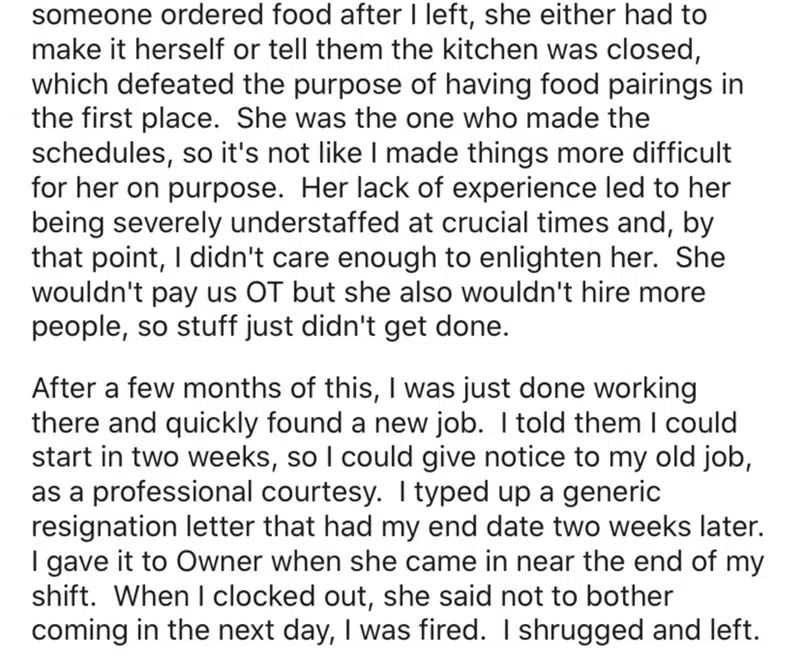 someone ordered food after I left, she either had to
make it herself or tell them the kitchen was closed,
which defeated the purpose of having food pairings in
the first place.  She was the one who made the
schedules, so it's not like I made things more difficult
for her on purpose.  Her lack of experience led to her
being severely understaffed at crucial times and, by
that point, I didn't care enough to enlighten her.  She
wouldn't pay us OT but she also wouldn't hire more
people, so stuff just didn't get done.
After a few months of this, I was just done working
there and quickly found a new job.  I told them I could
start in two weeks, so I could give notice to my old job,
as a professional courtesy.  I typed up a generic
resignation letter that had my end date two weeks later.
I gave it to Owner when she came in near the end of my
shift.  When I clocked out, she said not to bother
coming in the next day, I was fired.  I shrugged and left.